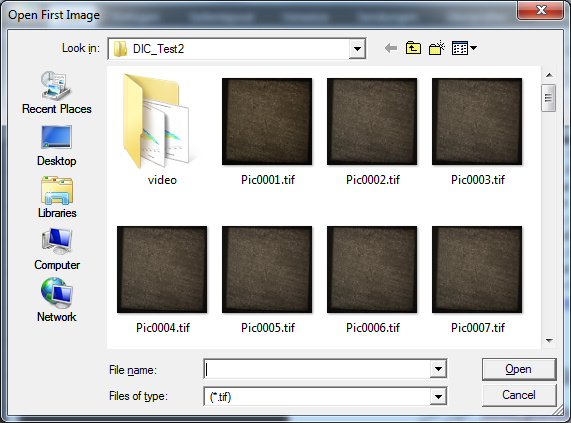 Open First Image
Look in: DIC_Test2
Recent Places
Desktop
Libraries
Computer
Network
video
Pic0001.tif
Pic0002.tif
Pic0003.tif
Pic0004.tif
Pic0005.tif
Pic0006.tif
Pic0007.tif
File name:
Open
Files of type: (*.tif)
Cancel